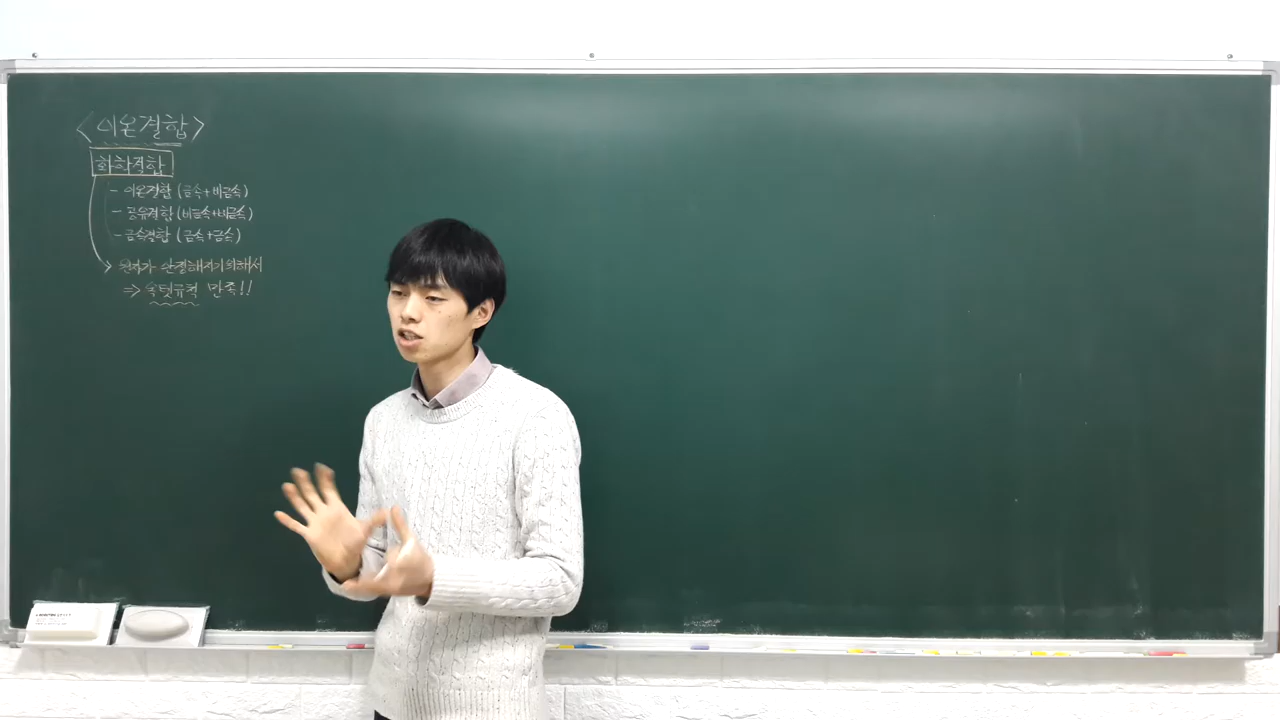 <이온결합>
화학결합
- 이온결합 (금속+비금속)
- 공유결합 (비금속+비금속)
- 금속결합 (금속+금속)
원자가 안정해지기위해서
⇒ 옥텟규칙 만족!!